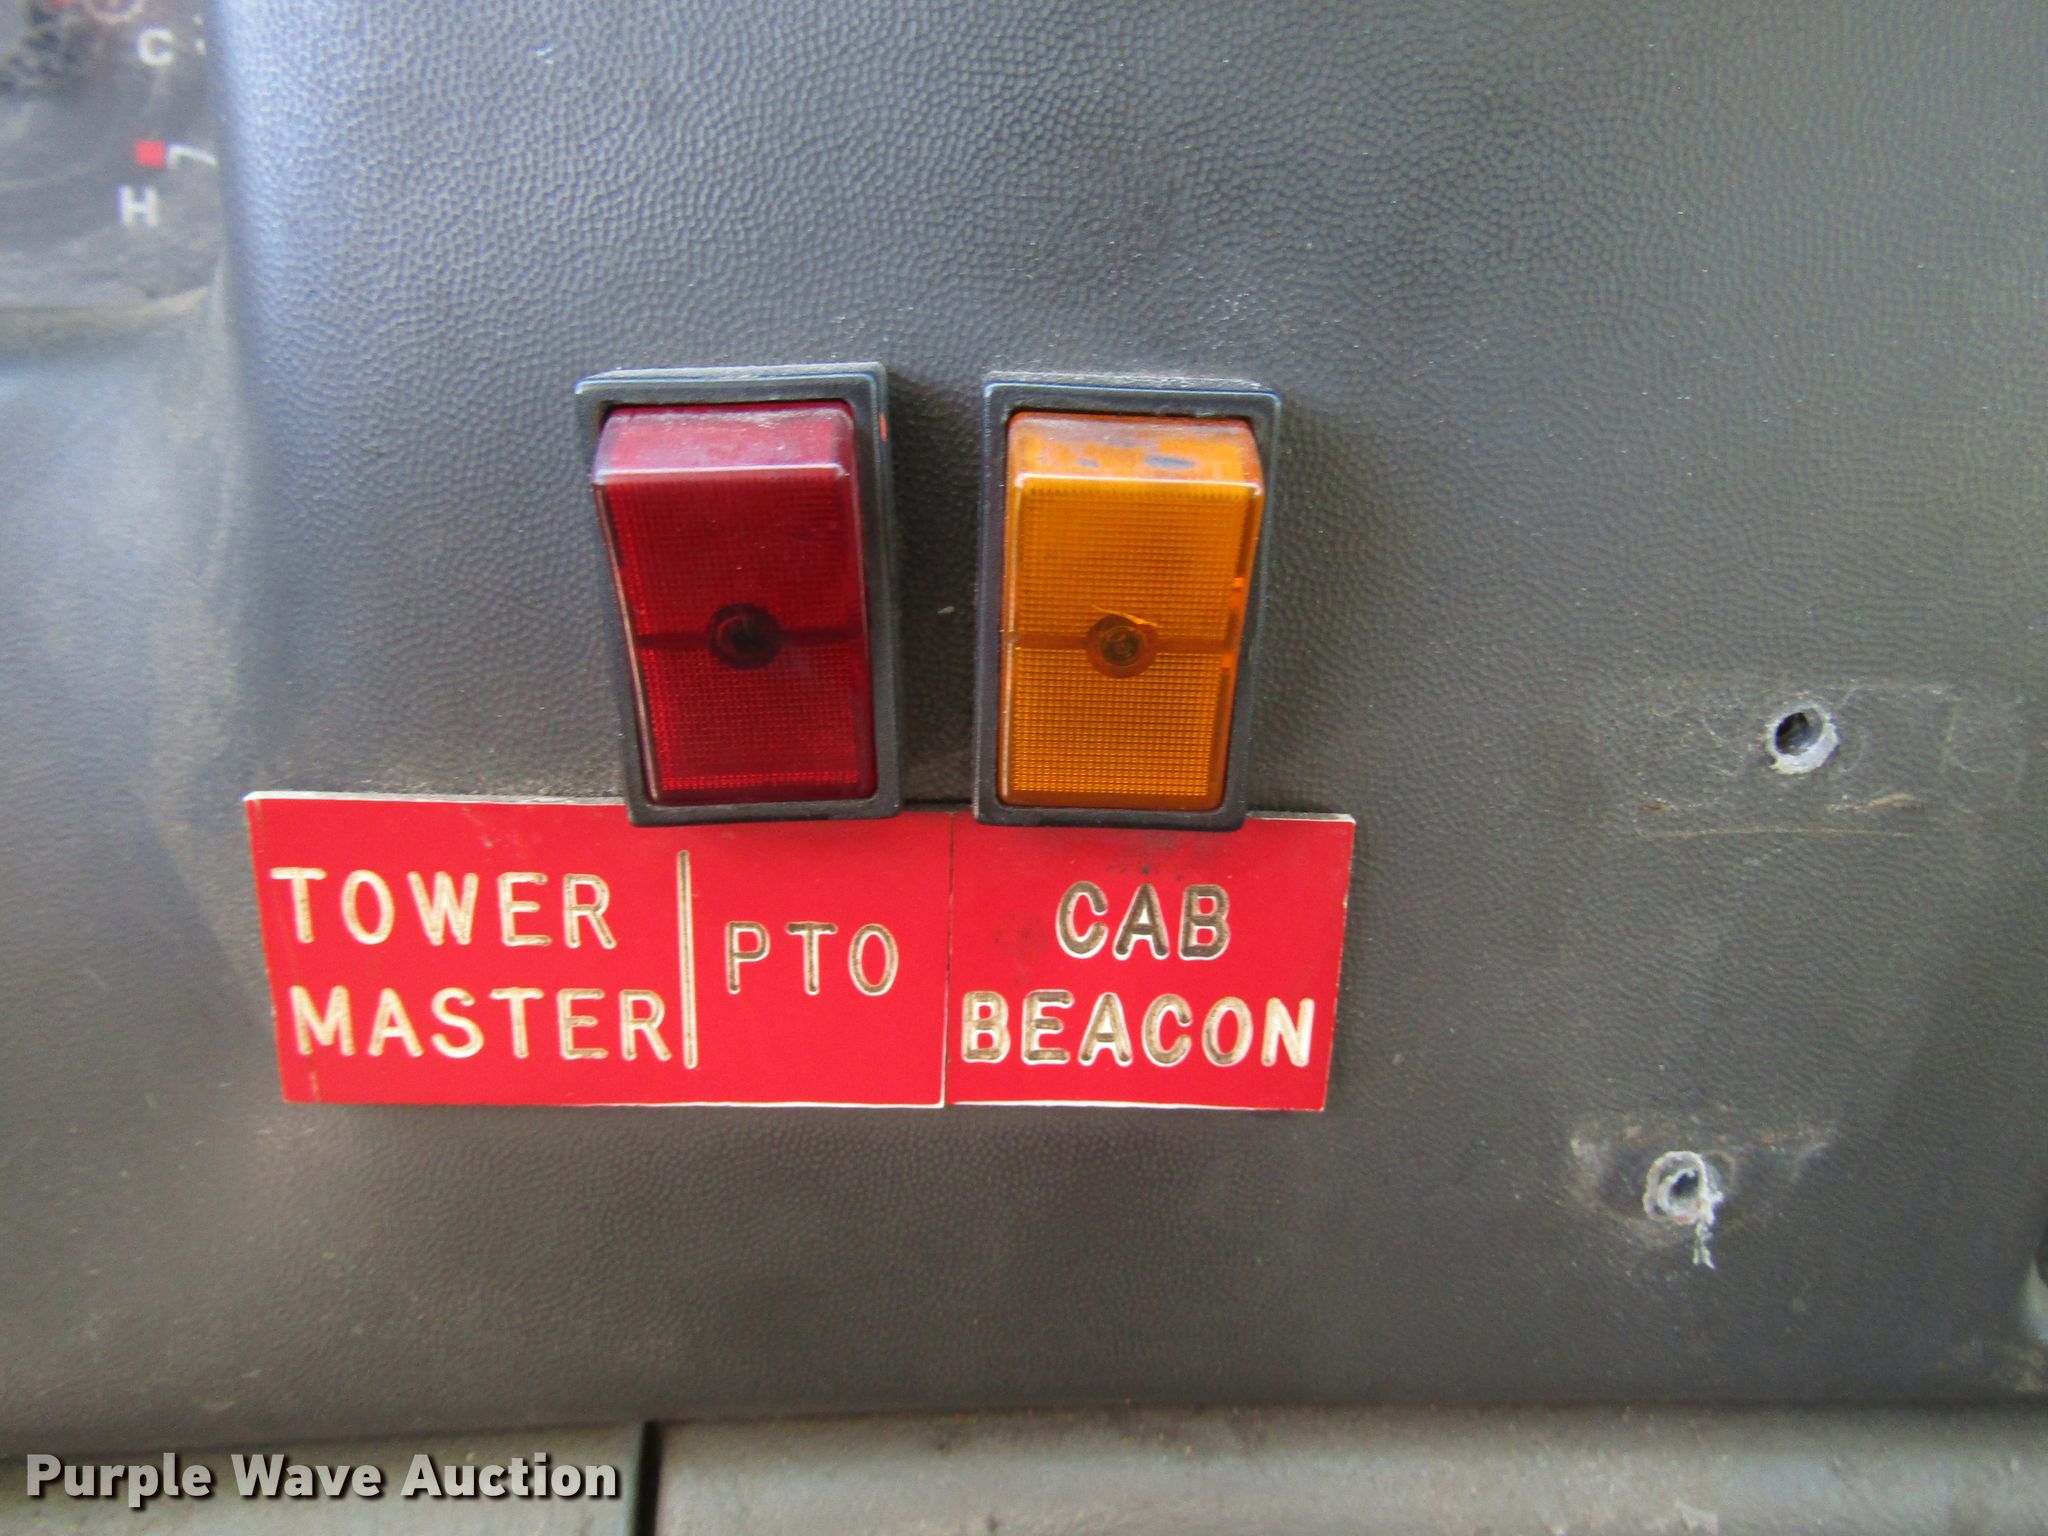 C
H
TOWER
MASTER
PTO
CAB
BEACON
Purple Wave Auction